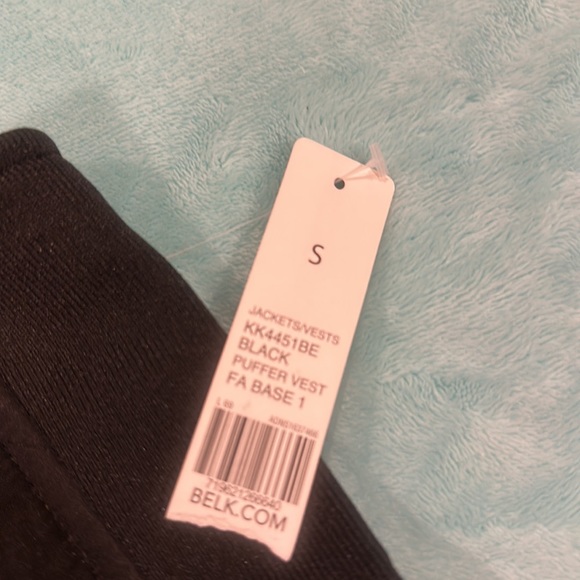 S
JACKETS/VESTS
KK4451BE
BLACK
PUFFER VEST
FA BASE 1
BELK.COM